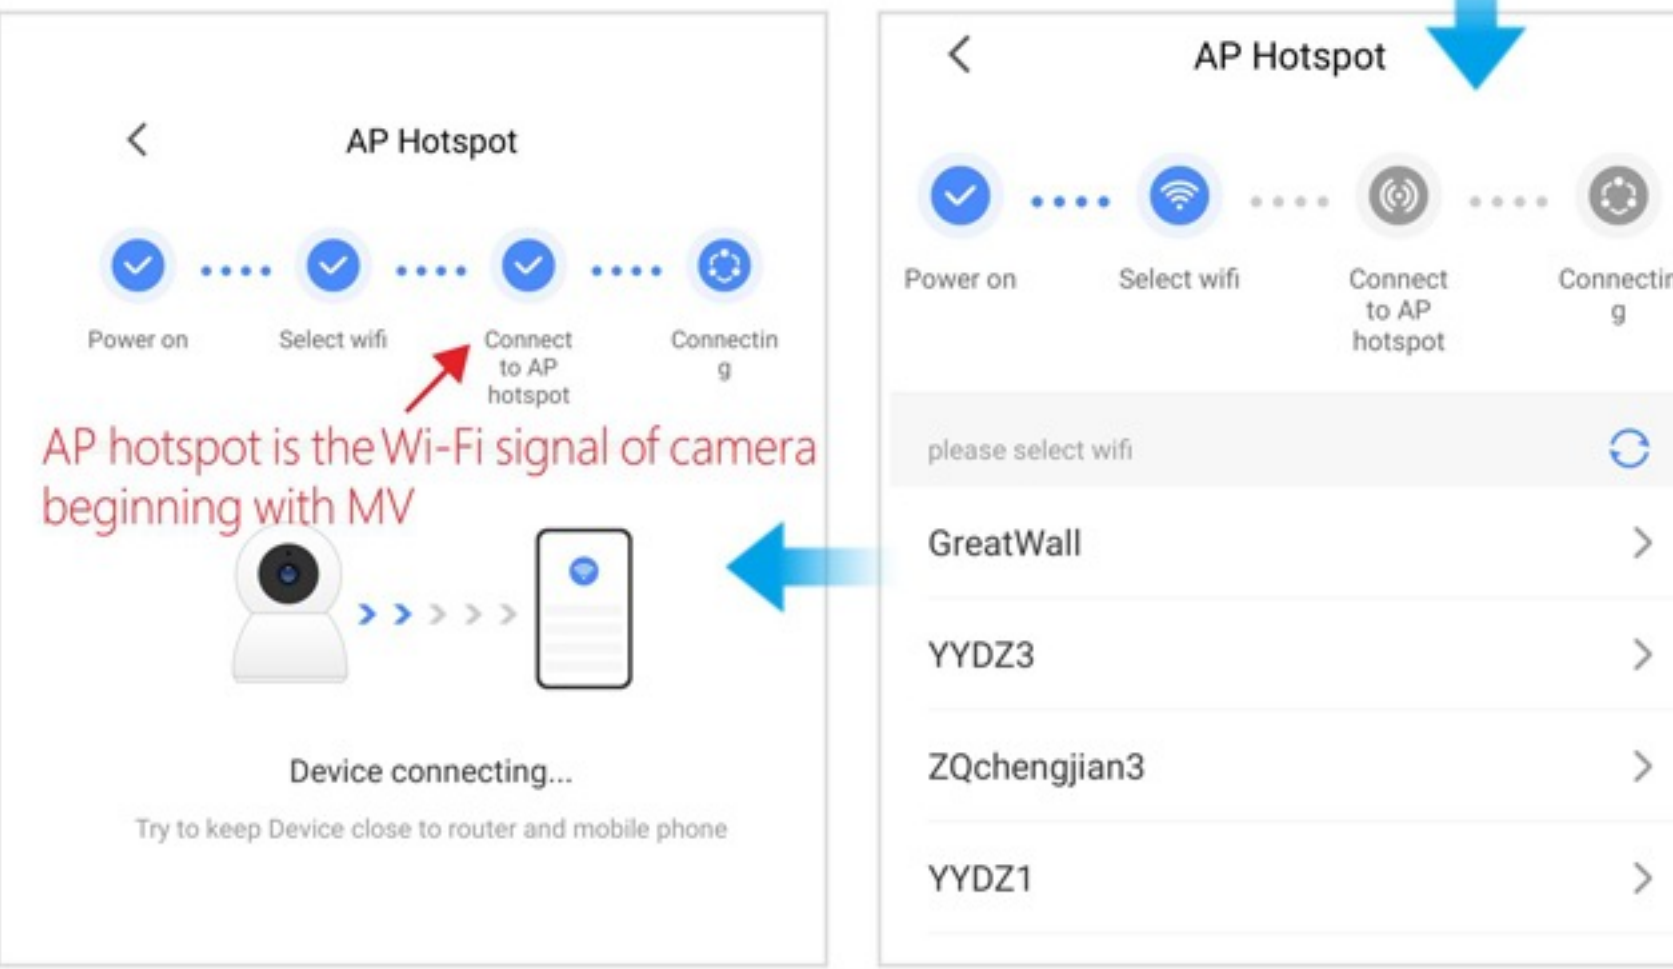 AP Hotspot
Power on
Select wifi
Connect
to AP
hotspot
Connectin
g
AP hotspot is the Wi-Fi signal of camera
beginning with MV
Device connecting...
Try to keep Device close to router and mobile phone
AP Hotspot
Power on
Select wifi
Connect
to AP
hotspot
Connectin
g
please select wifi
GreatWall
YYDZ3
ZQchengjian3
YYDZ1